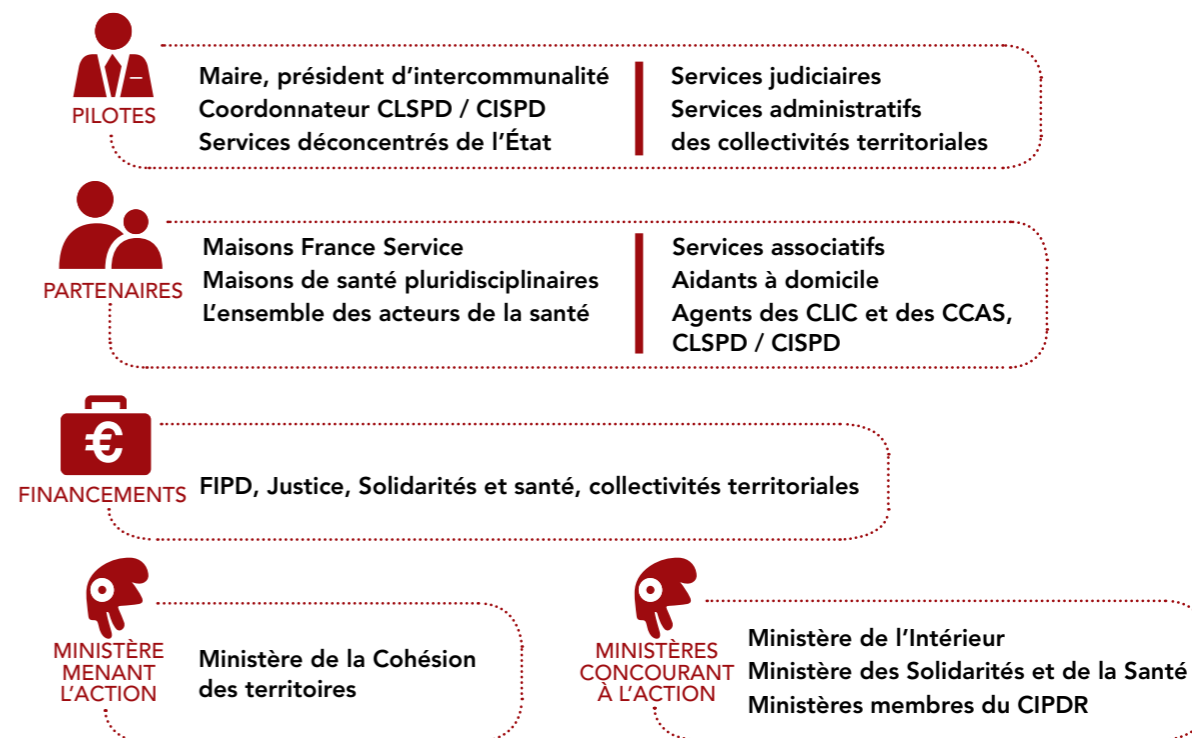 PILOTES
Maire, président d’intercommunalité
Coordonnateur CLSPD / CISPD
Services déconcentrés de l’État
Services judiciaires
Services administratifs
des collectivités territoriales
PARTENAIRES
Maisons France Service
Maisons de santé pluridisciplinaires
L’ensemble des acteurs de la santé
Services associatifs
Aidants à domicile
Agents des CLIC et des CCAS,
CLSPD / CISPD
€
FINANCEMENTS
FIPD, Justice, Solidarités et santé, collectivités territoriales
MINISTÈRE
MENANT
L’ACTION
Ministère de la Cohésion
des territoires
MINISTÈRES
CONCOURANT
À L’ACTION
Ministère de l’Intérieur
Ministère des Solidarités et de la Santé
Ministères membres du CIPDR